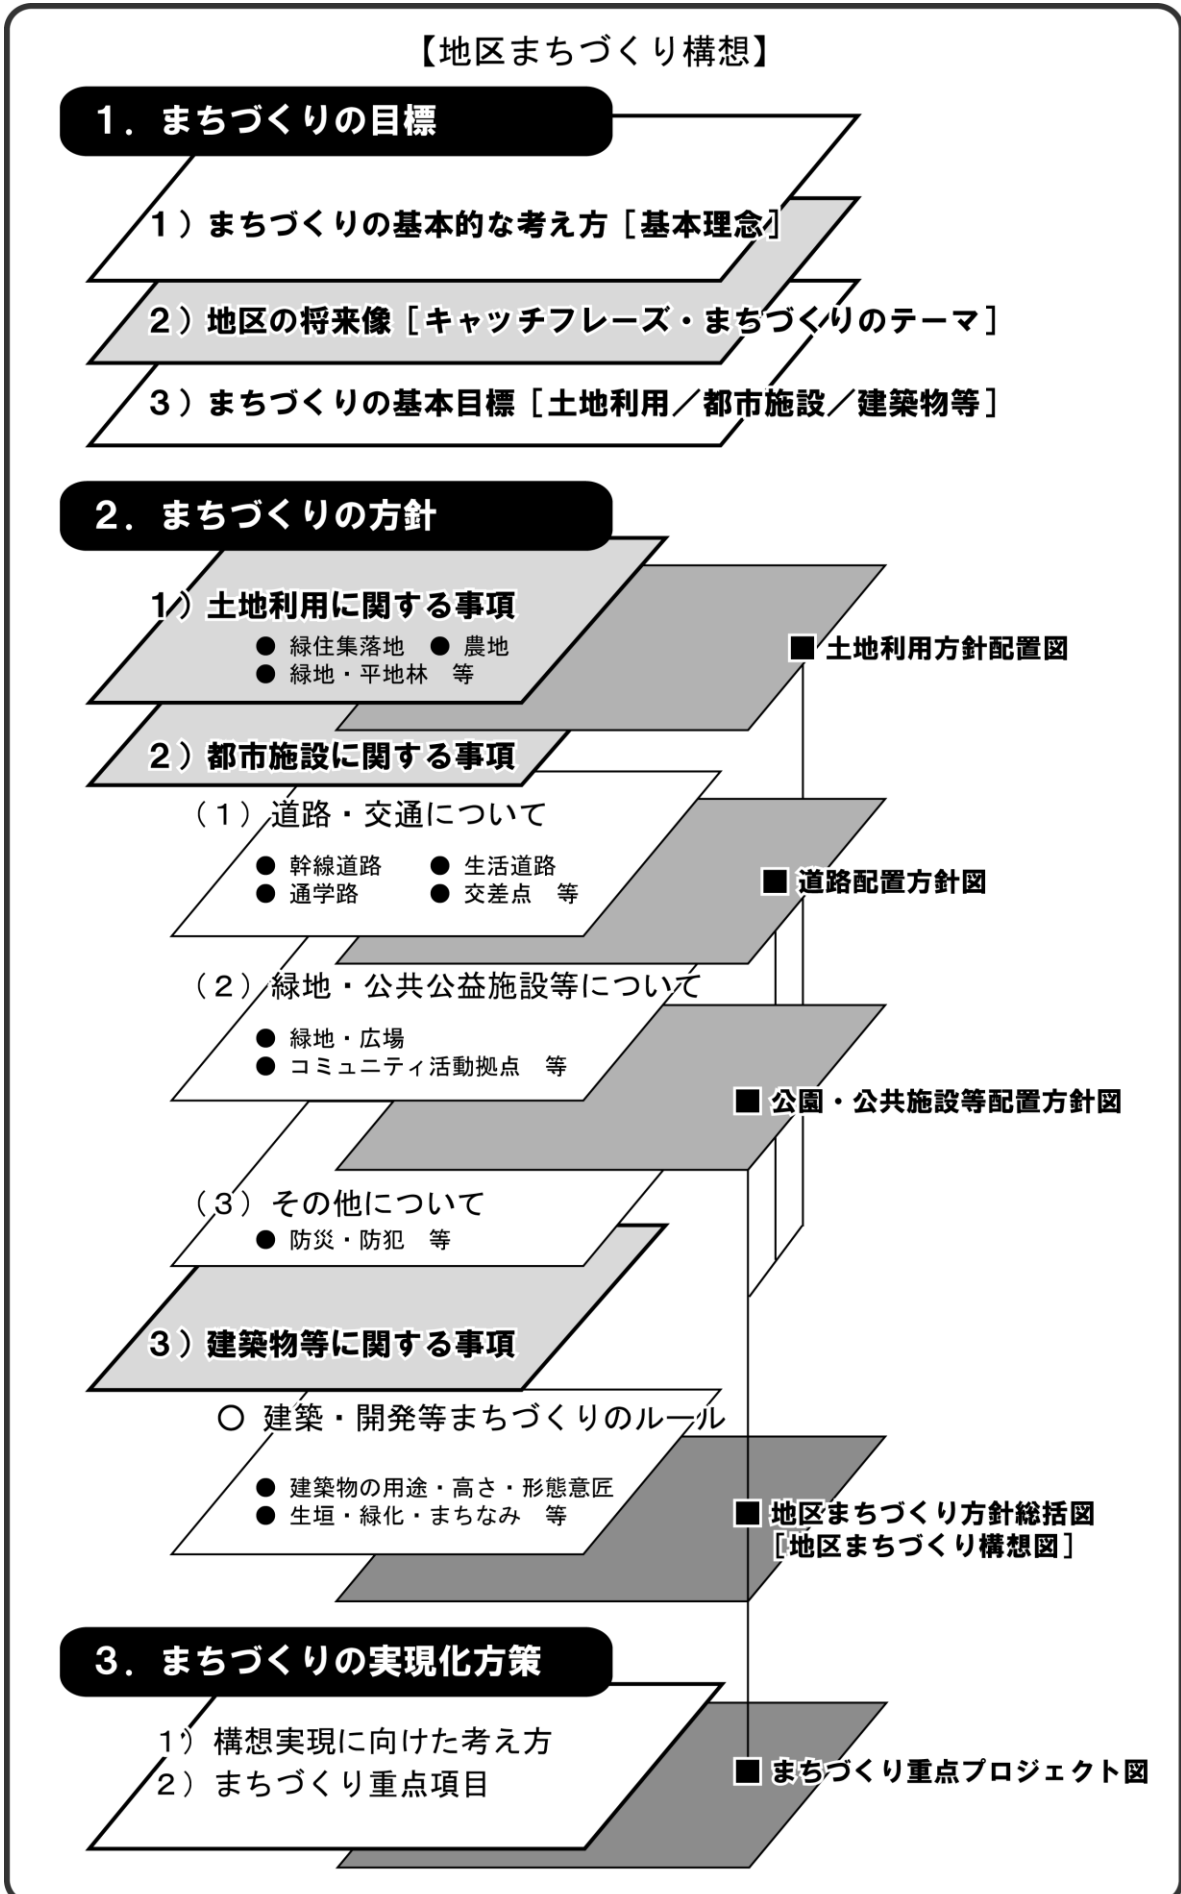 【地区まちづくり構想】
１．まちづくりの目標
１）まちづくりの基本的な考え方［基本理念］
２）地区の将来像［キャッチフレーズ・まちづくりのテーマ］
３）まちづくりの基本目標［土地利用／都市施設／建築物等］
２．まちづくりの方針
１）土地利用に関する事項
● 緑住集落地 ● 農地
● 緑地・平地林　等
■ 土地利用方針配置図
２）都市施設に関する事項
（１）道路・交通について
● 幹線道路 ● 生活道路
● 通学路 ● 交差点　等
■ 道路配置方針図
（２）緑地・公共公益施設等について
● 緑地・広場
● コミュニティ活動拠点　等
■ 公園・公共施設等配置方針図
（３）その他について
● 防災・防犯　等
３）建築物等に関する事項
○ 建築・開発等まちづくりのルール
● 建築物の用途・高さ・形態意匠
● 生垣・緑化・まちなみ　等
■ 地区まちづくり方針総括図
［地区まちづくり構想図］
３．まちづくりの実現化方策
１）構想実現に向けた考え方
２）まちづくり重点項目
■ まちづくり重点プロジェクト図